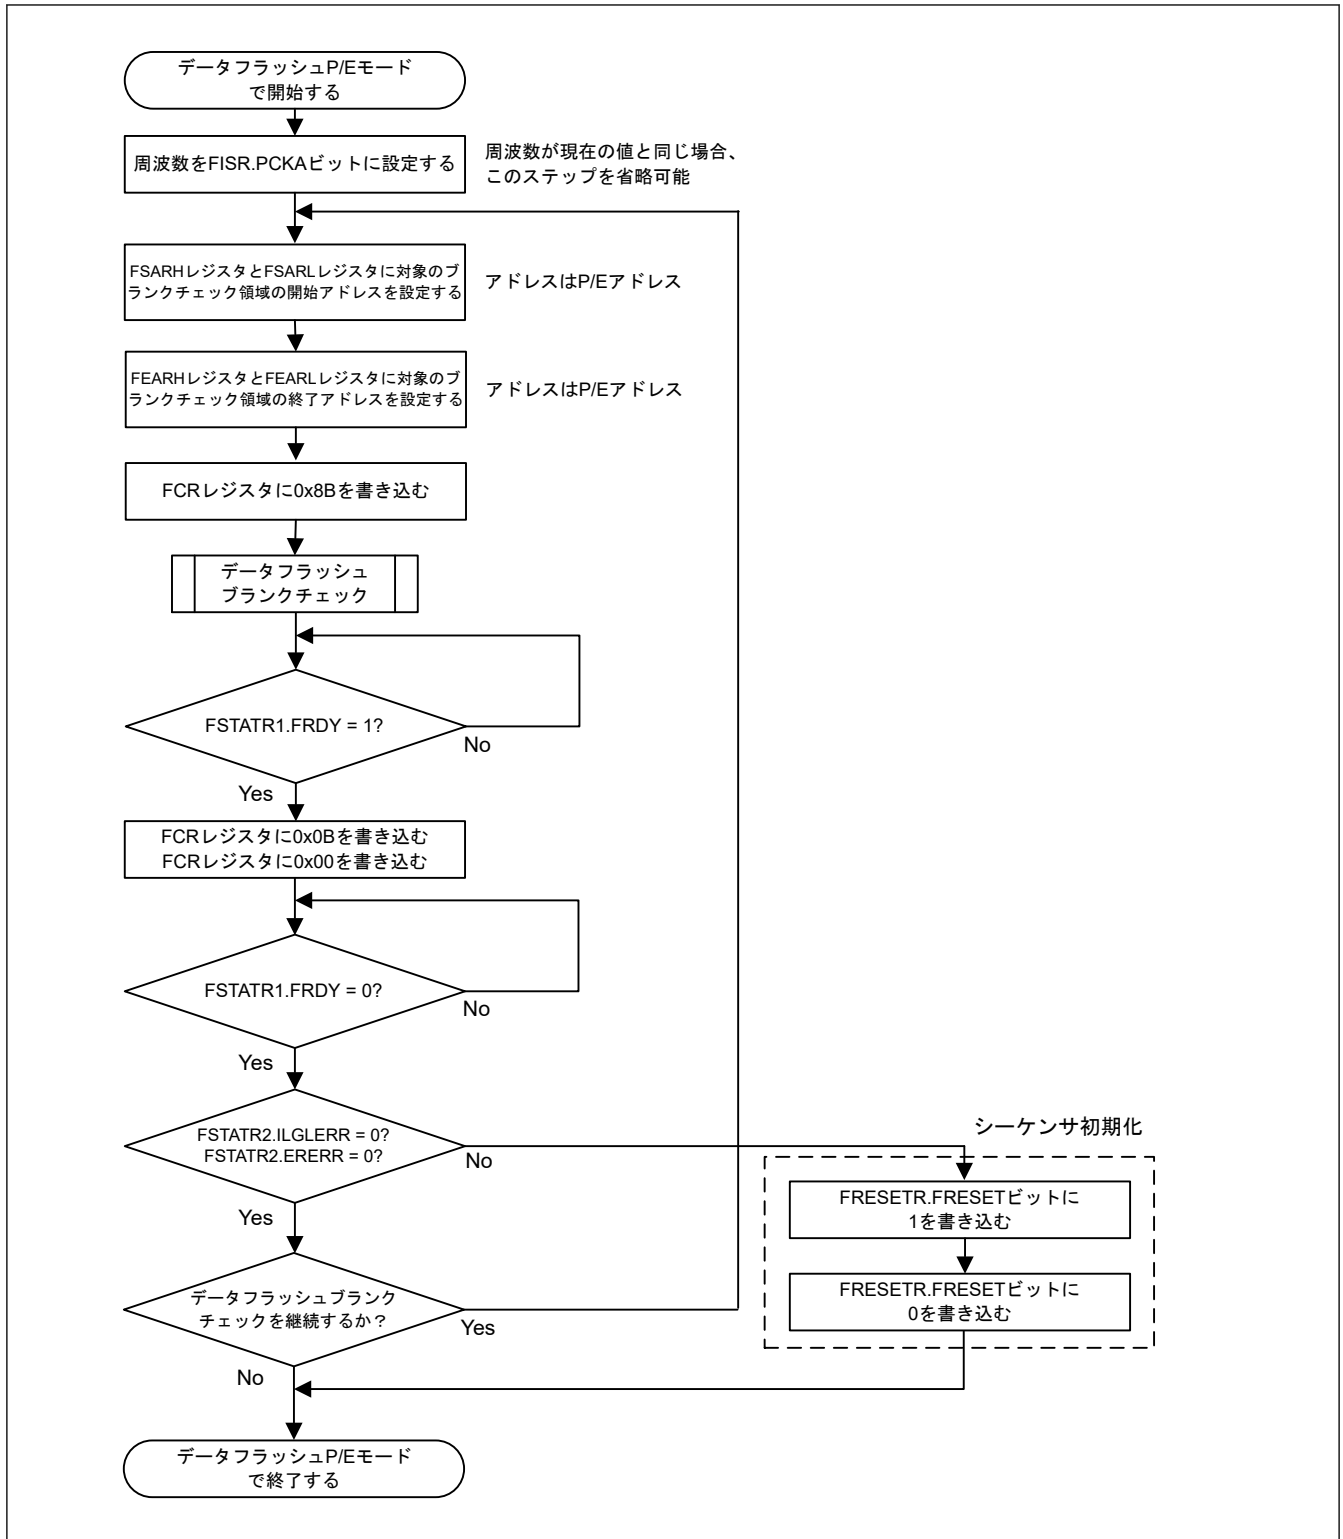 データフラッシュP/Eモード
で開始する
周波数をFISR.PCKAビットに設定する
周波数が現在の値と同じ場合、
このステップを省略可能
FSARHレジスタとFSARLレジスタに対象のブ
ランクチェック領域の開始アドレスを設定する
アドレスはP/Eアドレス
FEARHレジスタとFEARLレジスタに対象のブ
ランクチェック領域の終了アドレスを設定する
アドレスはP/Eアドレス
FCRレジスタに0x8Bを書き込む
データフラッシュ
ブランクチェック
FSTATR1.FRDY = 1?
No
Yes
FCRレジスタに0x0Bを書き込む
FCRレジスタに0x00を書き込む
FSTATR1.FRDY = 0?
No
Yes
FSTATR2.ILGLERR = 0?
FSTATR2.ERERR = 0?
No
Yes
シーケンサ初期化
FRESETR.FRESETビットに
1を書き込む
FRESETR.FRESETビットに
0を書き込む
データフラッシュブランク
チェックを継続するか？
Yes
No
データフラッシュP/Eモード
で終了する